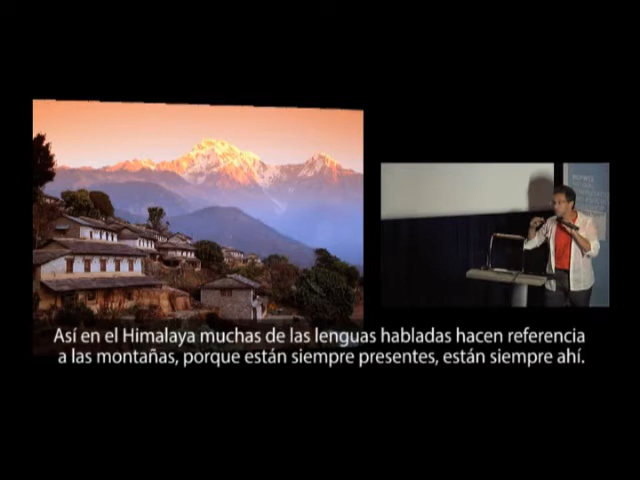 Así en el Himalaya muchas de las lenguas habladas hacen referencia
a las montañas, porque están siempre presentes, están siempre ahí.